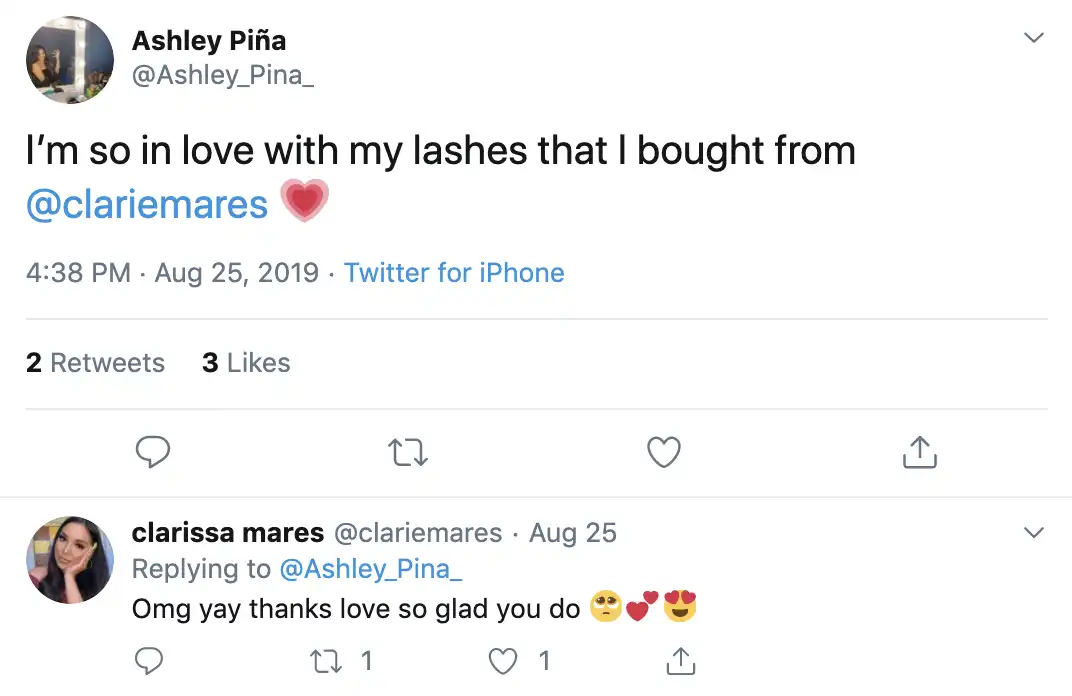 Ashley Piña
@Ashley_Pina_
I’m so in love with my lashes that I bought from
@clariemares 💗
4:38 PM · Aug 25, 2019 · Twitter for iPhone
2 Retweets 3 Likes
clarissa mares @clariemares · Aug 25
Replying to @Ashley_Pina_
Omg yay thanks love so glad you do 🥺💕😍
1 1